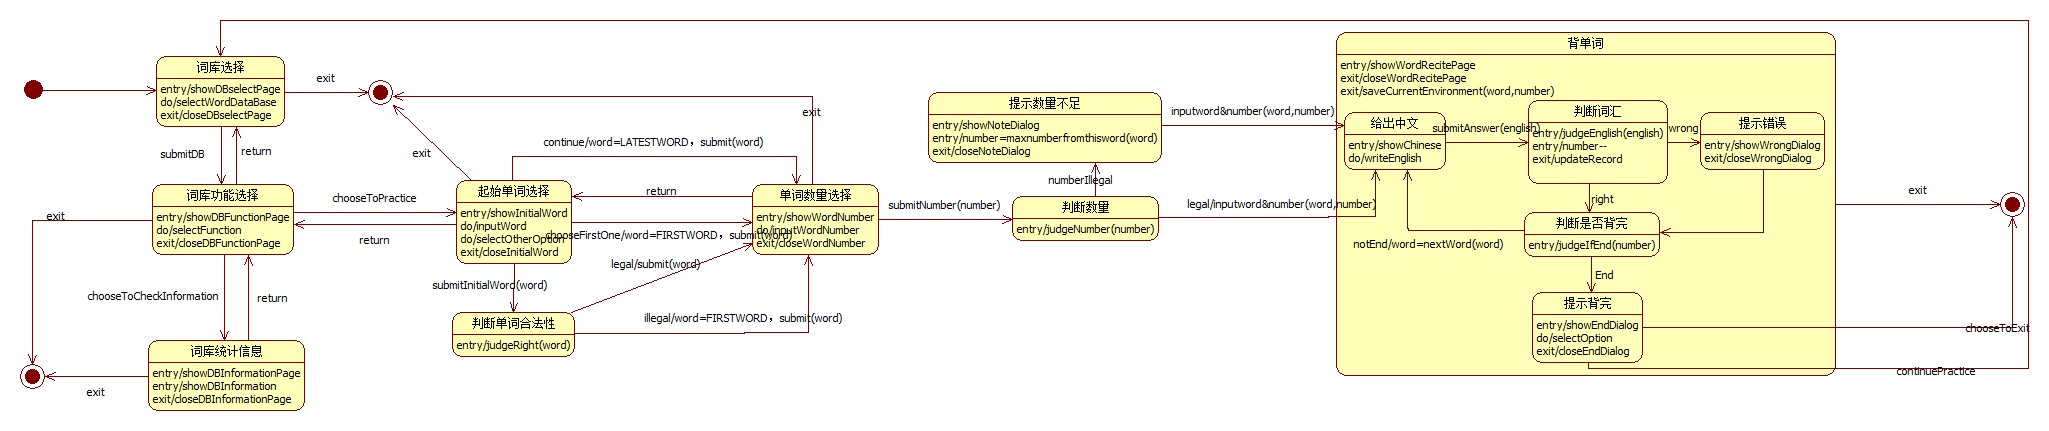 词库选择
entry/showDBselectPage
do/selectWordDataBase
exit/closeDBselectPage
exit
submitDB
return
词库功能选择
entry/showDBFunctionPage
do/selectFunction
exit/closeDBFunctionPage
exit
chooseToPractice
return
chooseToCheckInformation
return
词库统计信息
entry/showDBInformationPage
entry/showDBInformation
exit/closeDBInformationPage
exit
exit
起始单词选择
entry/showInitialWord
do/inputWord
do/selectOtherOption
exit/closeInitialWord
continue/word=LATESTWORD，submit(word)
return
chooseFirstOne/word=FIRSTWORD，submit(word)
legal/submit(word)
submitInitialWord(word)
判断单词合法性
entry/judgeRight(word)
illegal/word=FIRSTWORD，submit(word)
exit
单词数量选择
entry/showWordNumber
do/inputWordNumber
exit/closeWordNumber
submitNumber(number)
提示数量不足
entry/showNoteDialog
entry/number=maxnumberfromthisword(word)
exit/closeNoteDialog
numberIllegal
判断数量
entry/judgeNumber(number)
inputword&number(word,number)
legal/inputword&number(word,number)
背单词
entry/showWordRecitePage
exit/closeWordRecitePage
exit/saveCurrentEnvironment(word,number)
给出中文
entry/showChinese
do/writeEnglish
submitAnswer(english)
判断词汇
entry/judgeEnglish(english)
entry/number--
exit/updateRecord
wrong
提示错误
entry/showWrongDialog
exit/closeWrongDialog
right
判断是否背完
entry/judgeIfEnd(number)
notEnd/word=nextWord(word)
End
提示背完
entry/showEndDialog
do/selectOption
exit/closeEndDialog
exit
chooseToExit
continuePractice